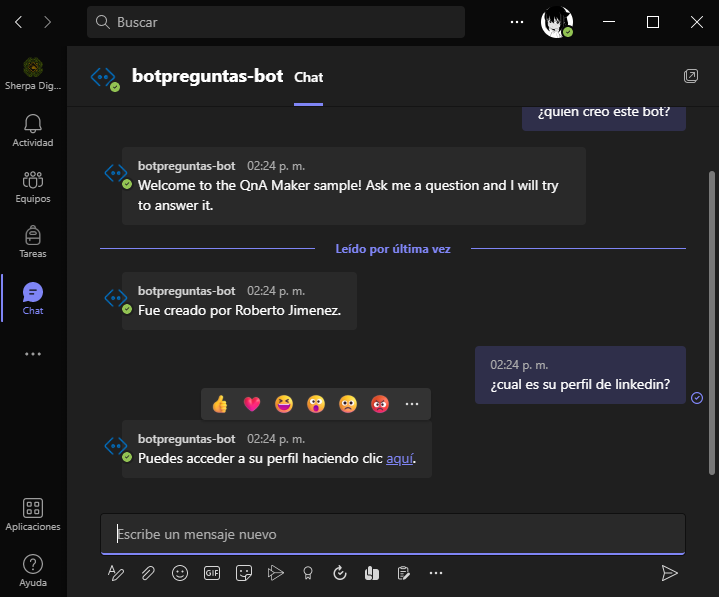 Buscar
Sherpa Dig...
Actividad
Equipos
Tareas
Chat
Aplicaciones
Ayuda
botpreguntas-bot Chat
¿quien creo este bot?
botpreguntas-bot 02:24 p. m.
Welcome to the QnA Maker sample! Ask me a question and I will try
to answer it.
Leído por última vez
botpreguntas-bot 02:24 p. m.
Fue creado por Roberto Jimenez.
02:24 p. m.
¿cual es su perfil de linkedin?
botpreguntas-bot 02:24 p. m.
Puedes acceder a su perfil haciendo clic aquí.
Escribe un mensaje nuevo
GIF